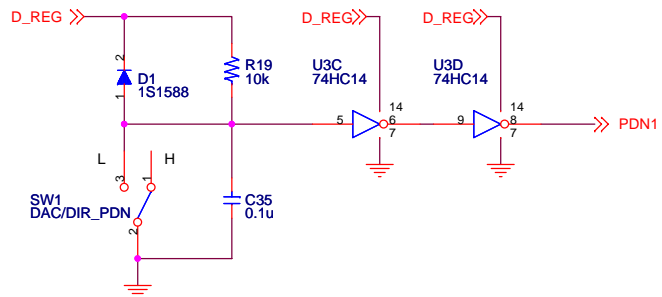 D_REG
D_REG
D_REG
2
D1
1S1588
1
R19
10k
U3C
74HC14
U3D
74HC14
5
14
6
7
9
14
8
7
PDN1
L
H
3
1
SW1
DAC/DIR_PDN
2
C35
0.1u